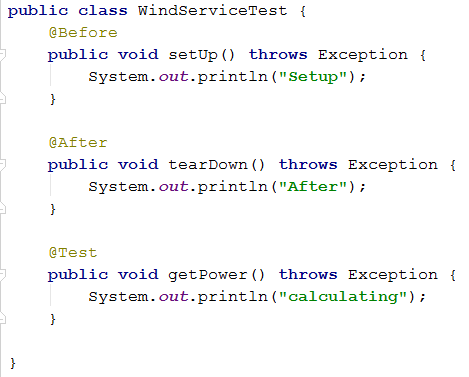 public class WindServiceTest {
    @Before
    public void setUp() throws Exception {
        System.out.println("Setup");
    }

    @After
    public void tearDown() throws Exception {
        System.out.println("After");
    }

    @Test
    public void getPower() throws Exception {
        System.out.println("calculating");
    }

}